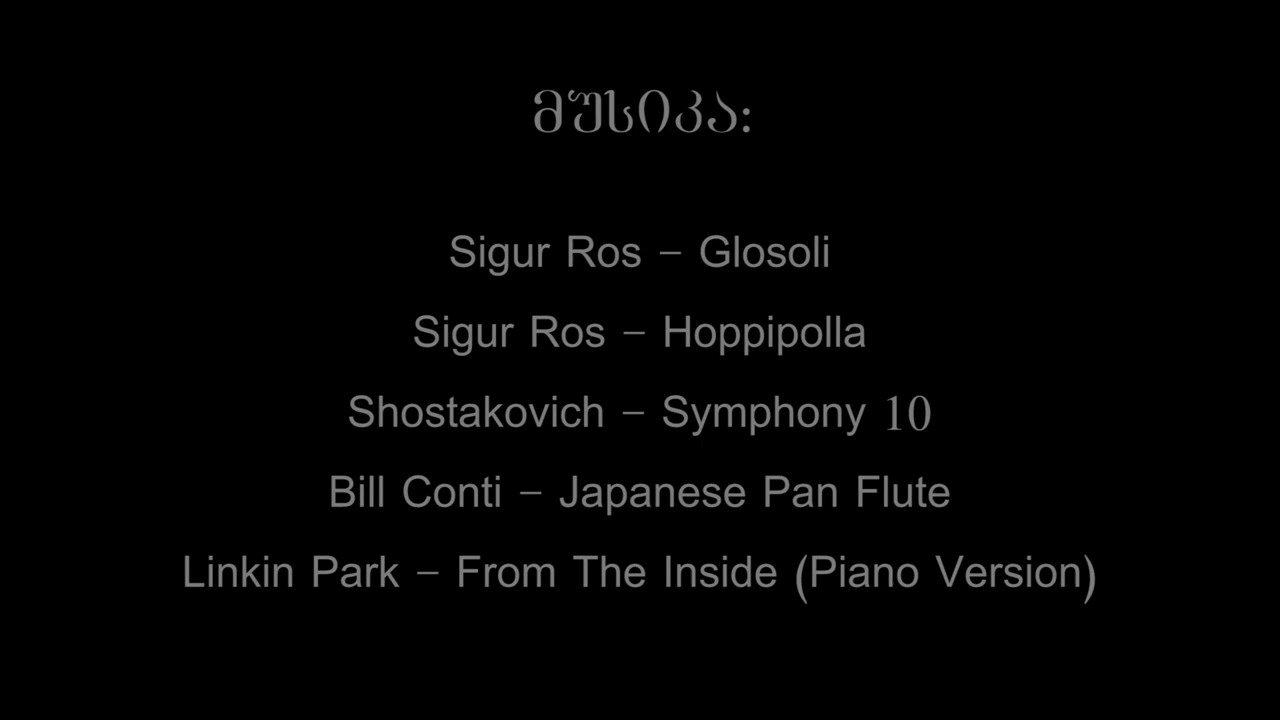 მუსიკა:
Sigur Ros – Glosoli
Sigur Ros – Hoppipolla
Shostakovich – Symphony 10
Bill Conti – Japanese Pan Flute
Linkin Park – From The Inside (Piano Version)